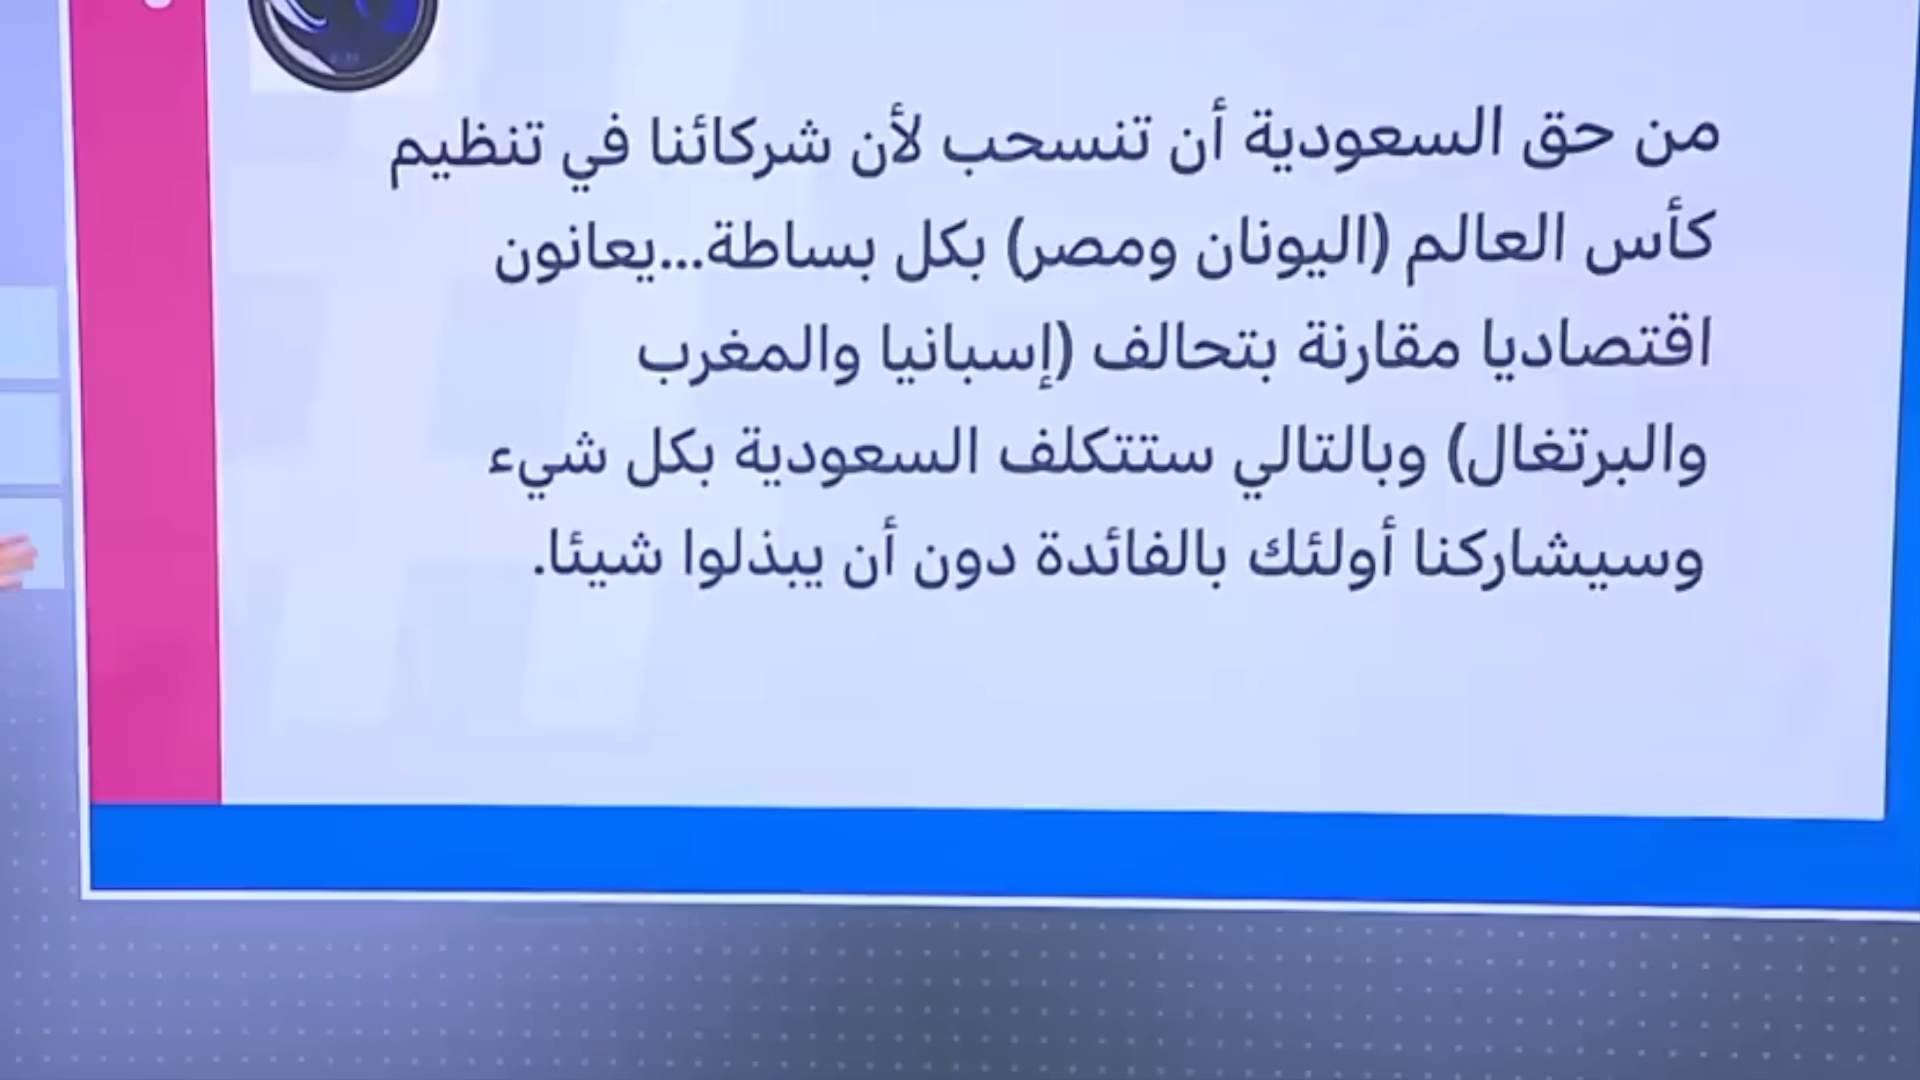 من حق السعودية أن تنسحب لأن شركائنا في تنظيم
كأس العالم (اليونان ومصر) بكل بساطة...يعانون
اقتصاديا مقارنة بتحالف (إسبانيا والمغرب
والبرتغال) وبالتالي ستتكلف السعودية بكل شيء
وسيشاركنا أولئك بالفائدة دون أن يبذلوا شيئا.